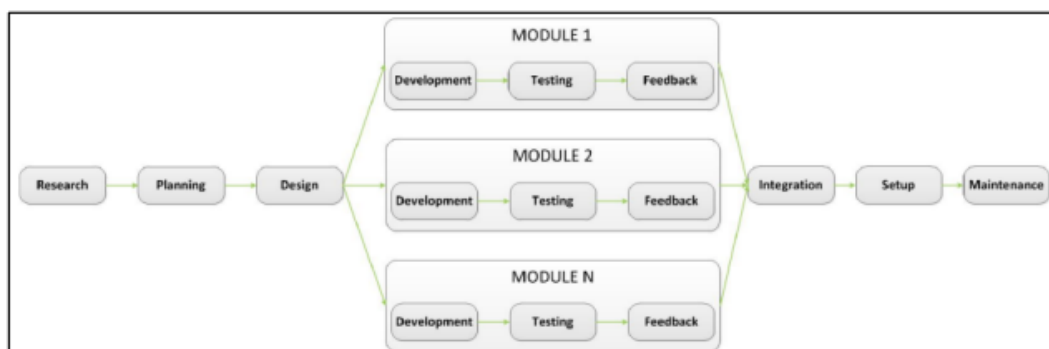 MODULE 1
Development Testing Feedback
MODULE 2
Research Planning Design Integration Setup Maintenance
Development Testing Feedback
MODULE N
Development Testing Feedback